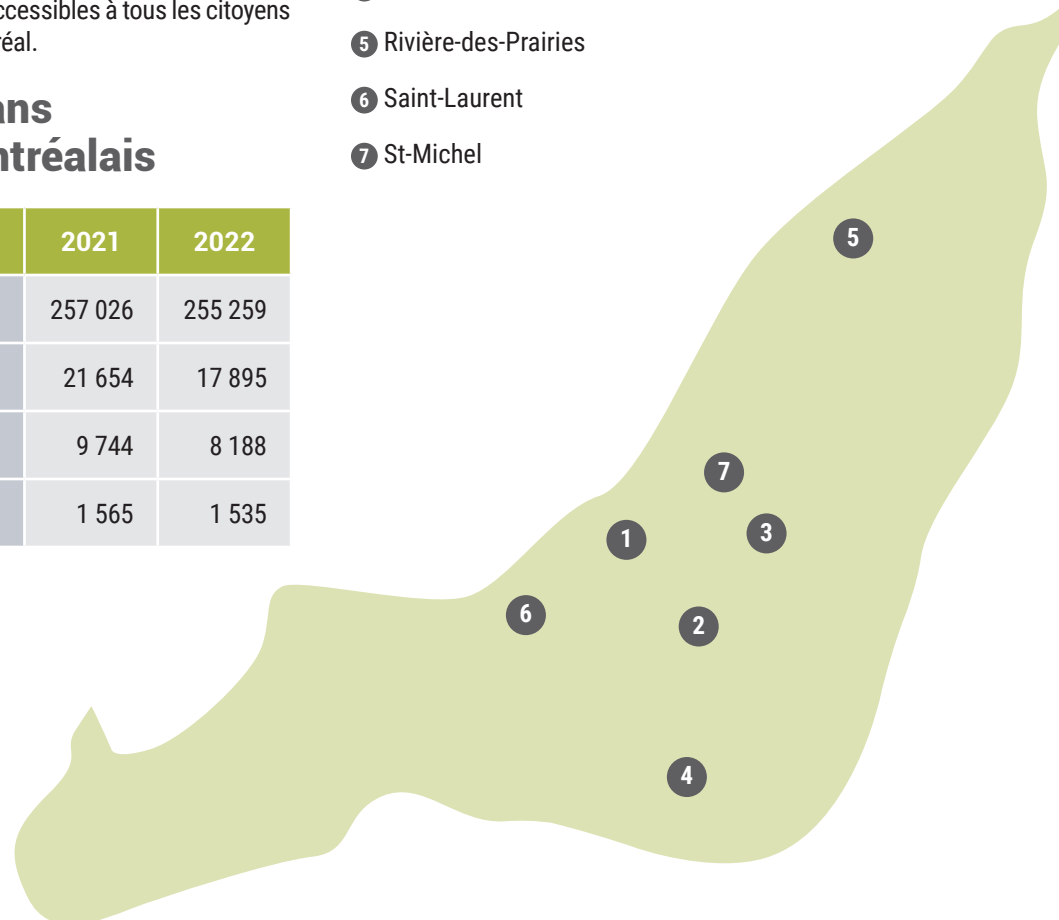 ccessibles à tous les citoyens
réal.
ans
ntréalais
2021 2022
257 026 255 259
21 654 17 895
9 744 8 188
1 565 1 535
5 Rivière-des-Prairies
6 Saint-Laurent
7 St-Michel
5
7
3
1
6
2
4